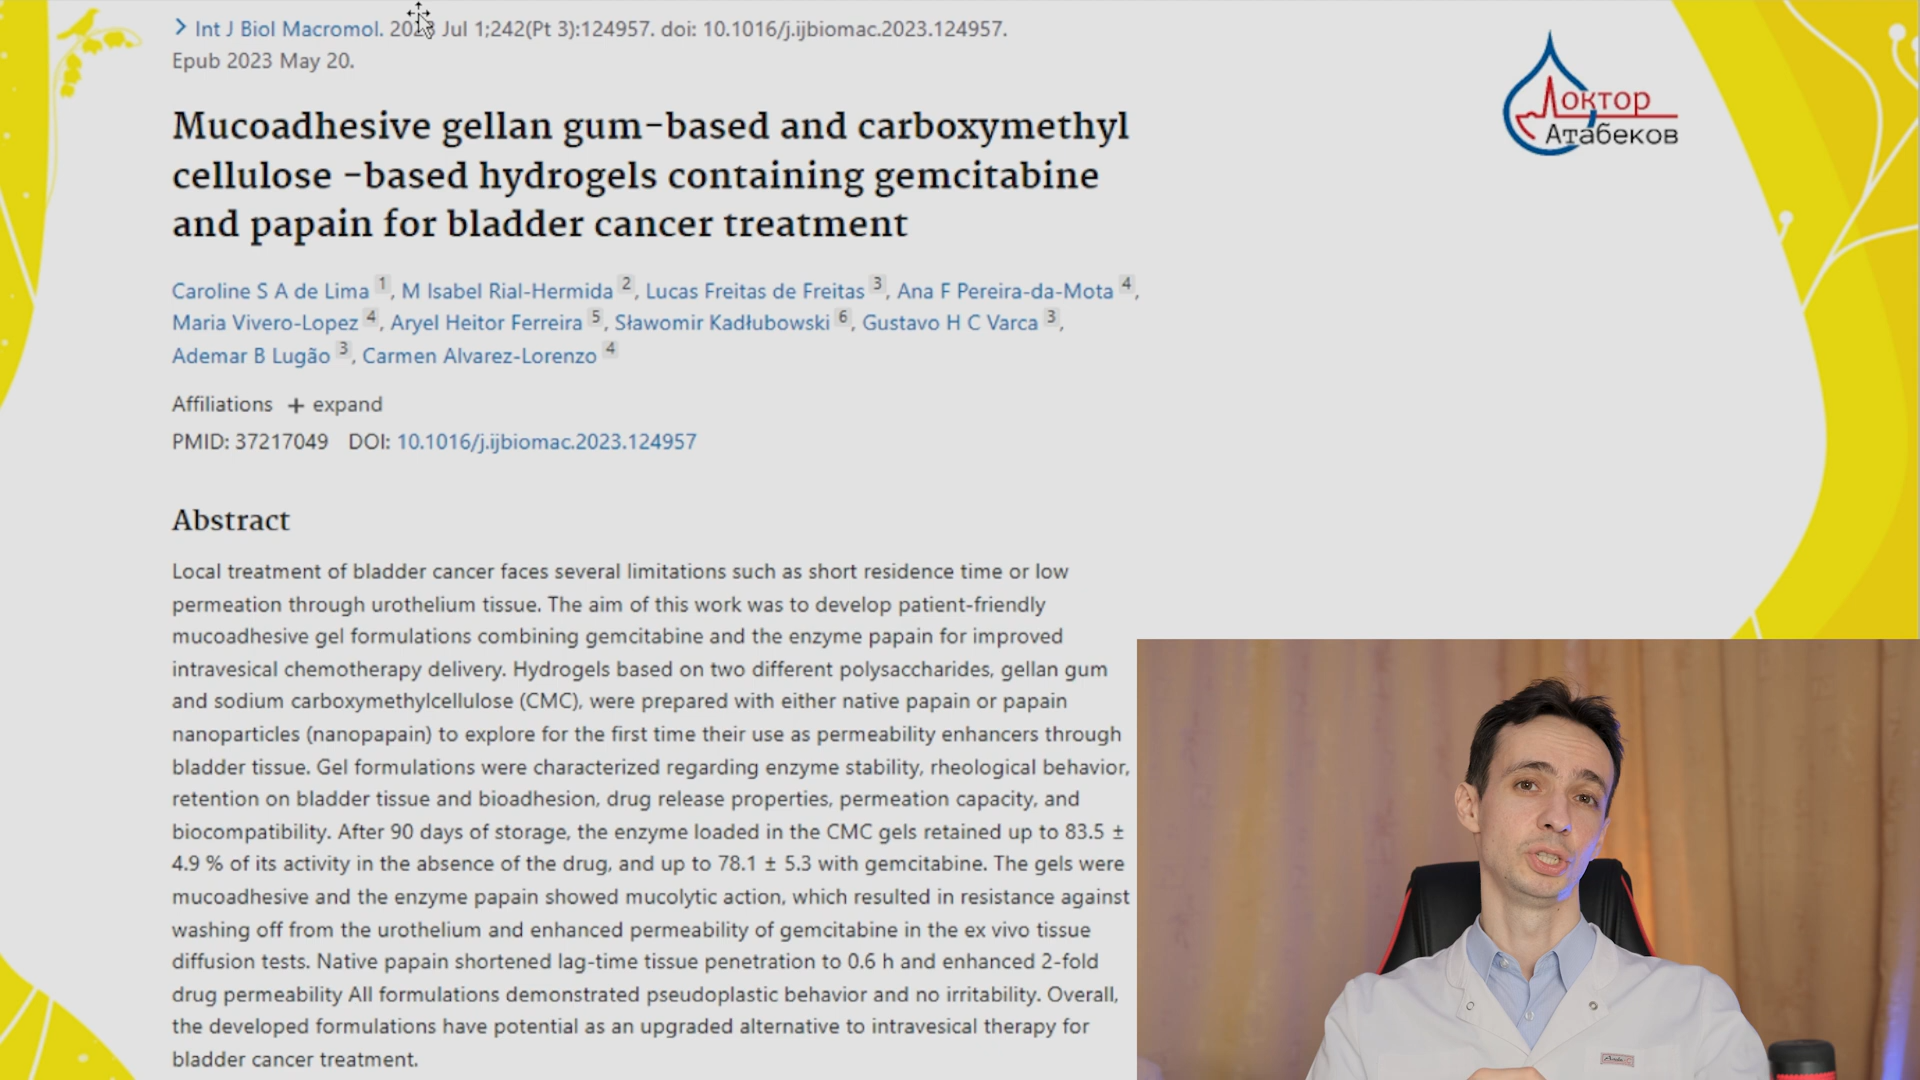 Int J Biol Macromol. 2023 Jul 1;242(Pt 3):124957. doi: 10.1016/j.ijbiomac.2023.124957.
Epub 2023 May 20.
Доктор
Атабеков
Mucoadhesive gellan gum-based and carboxymethyl
cellulose -based hydrogels containing gemcitabine
and papain for bladder cancer treatment
Caroline S A de Lima 1, M Isabel Rial-Hermida 2, Lucas Freitas de Freitas 3, Ana F Pereira-da-Mota 4,
Maria Vivero-Lopez 4, Aryel Heitor Ferreira 5, Sławomir Kadłubowski 6, Gustavo H C Varca 3,
Ademar B Lugão 3, Carmen Alvarez-Lorenzo 4
Affiliations + expand
PMID: 37217049 DOI: 10.1016/j.ijbiomac.2023.124957
Abstract
Local treatment of bladder cancer faces several limitations such as short residence time or low
permeation through urothelium tissue. The aim of this work was to develop patient-friendly
mucoadhesive gel formulations combining gemcitabine and the enzyme papain for improved
intravesical chemotherapy delivery. Hydrogels based on two different polysaccharides, gellan gum
and sodium carboxymethylcellulose (CMC), were prepared with either native papain or papain
nanoparticles (nanopapain) to explore for the first time their use as permeability enhancers through
bladder tissue. Gel formulations were characterized regarding enzyme stability, rheological behavior,
retention on bladder tissue and bioadhesion, drug release properties, permeation capacity, and
biocompatibility. After 90 days of storage, the enzyme loaded in the CMC gels retained up to 83.5 ±
4.9 % of its activity in the absence of the drug, and up to 78.1 ± 5.3 with gemcitabine. The gels were
mucoadhesive and the enzyme papain showed mucolytic action, which resulted in resistance against
washing off from the urothelium and enhanced permeability of gemcitabine in the ex vivo tissue
diffusion tests. Native papain shortened lag-time tissue penetration to 0.6 h and enhanced 2-fold
drug permeability All formulations demonstrated pseudoplastic behavior and no irritability. Overall,
the developed formulations have potential as an upgraded alternative to intravesical therapy for
bladder cancer treatment.